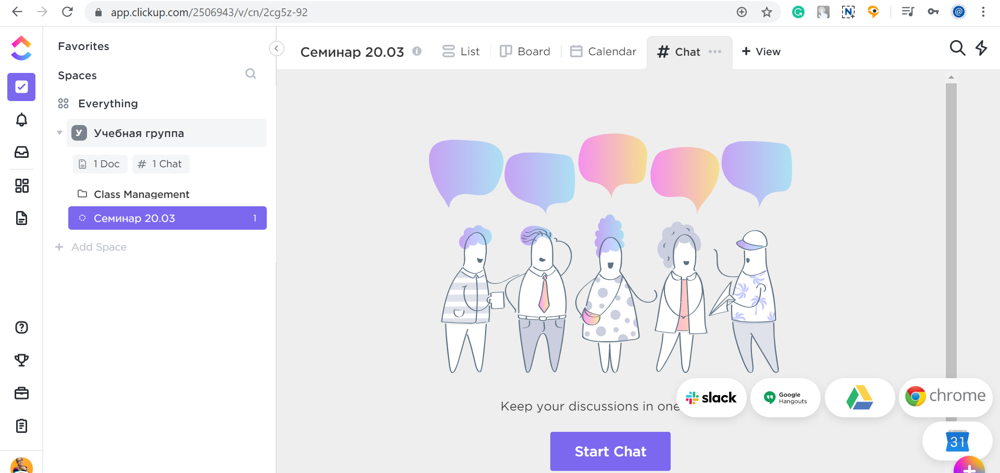 app.clickup.com/2506943/v/cn/2cg5z-92
Favorites
Spaces
Everything
У Учебная группа
1 Doc # 1 Chat
Class Management
Семинар 20.03 1
+ Add Space
Семинар 20.03 List Board Calendar # Chat ••• + View
Keep your discussions in one
slack
Google
Hangouts
chrome
31
Start Chat